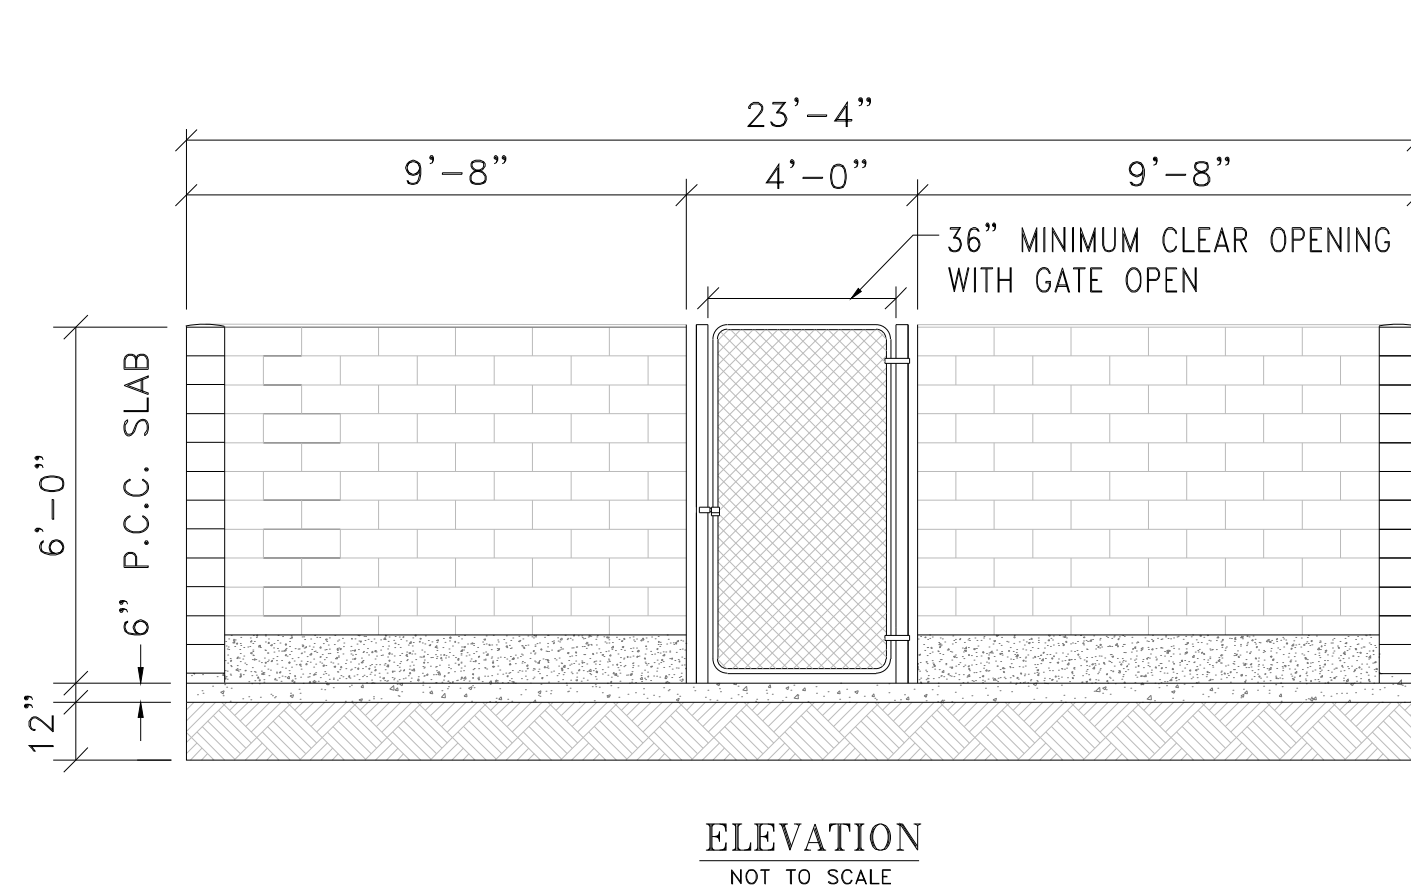 23'-4"
9'-8"
4'-0"
9'-8"
36" MINIMUM CLEAR OPENING
WITH GATE OPEN
6'-0"
6" P.C.C. SLAB
12"
ELEVATION
NOT TO SCALE